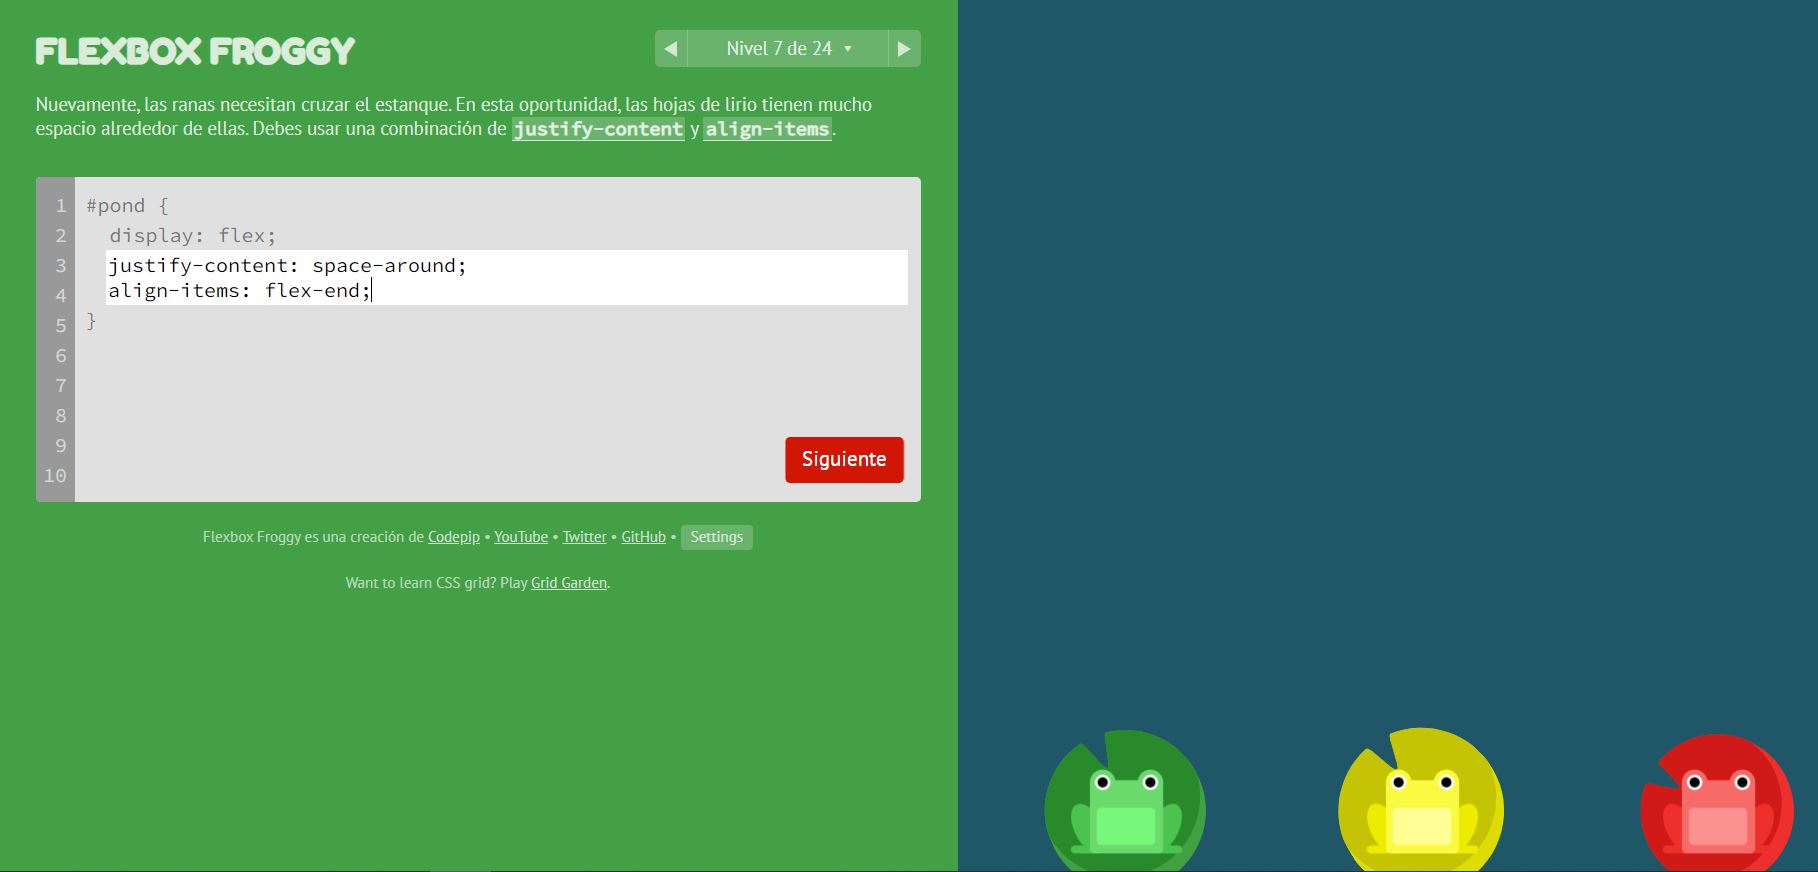 FLEXBOX FROGGY
Nivel 7 de 24
Nuevamente, las ranas necesitan cruzar el estanque. En esta oportunidad, las hojas de lirio tienen mucho
espacio alrededor de ellas. Debes usar una combinación de justify-content y align-items.
1 #pond {
2 display: flex;
3 justify-content: space-around;
4 align-items: flex-end;
5 }
6
7
8
9
10
Siguiente
Flexbox Froggy es una creación de Codepip • YouTube • Twitter • GitHub • Settings
Want to learn CSS grid? Play Grid Garden.